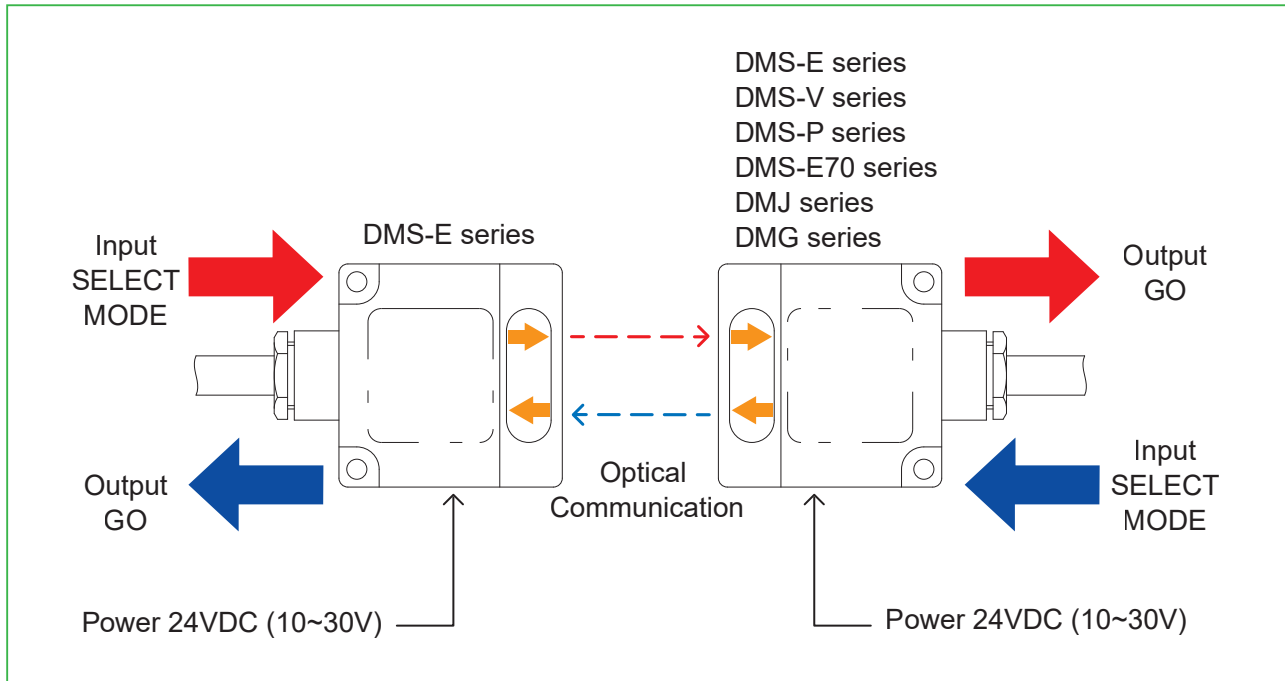 DMS-E series
DMS-V series
DMS-P series
DMS-E70 series
DMJ series
DMG series
DMS-E series
Input
SELECT
MODE
Output
GO
Output
GO
Optical
Communication
Input
SELECT
MODE
Power 24VDC (10~30V)
Power 24VDC (10~30V)